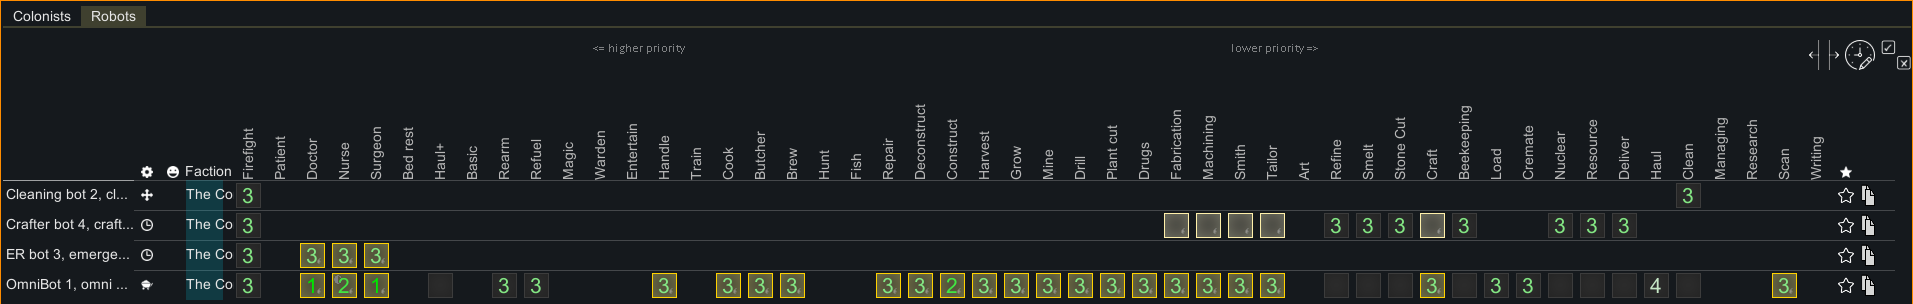 Colonists Robots
<= higher priority lower priority =>
Faction Firefight Patient Doctor Nurse Surgeon Bed rest Haul+ Basic Rearm Refuel Magic Warden Entertain Handle Train Cook Butcher Brew Hunt Fish Repair Deconstruct Construct Harvest Grow Mine Drill Plant cut Drugs Fabrication Machining Smith Tailor Art Refine Smelt Stone Cut Craft Beekeeping Load Cremate Nuclear Resource Deliver Haul Clean Managing Research Scan Writing
Cleaning bot 2, cl... The Co 3 3
Crafter bot 4, craft... The Co 3 3 3 3 3 3 3 3
ER bot 3, emerge... The Co 3 3 3 3
OmniBot 1, omni ... The Co 3 1 2 1 3 3 3 3 3 3 3 3 2 3 3 3 3 3 3 3 3 3 3 3 3 3 4 3